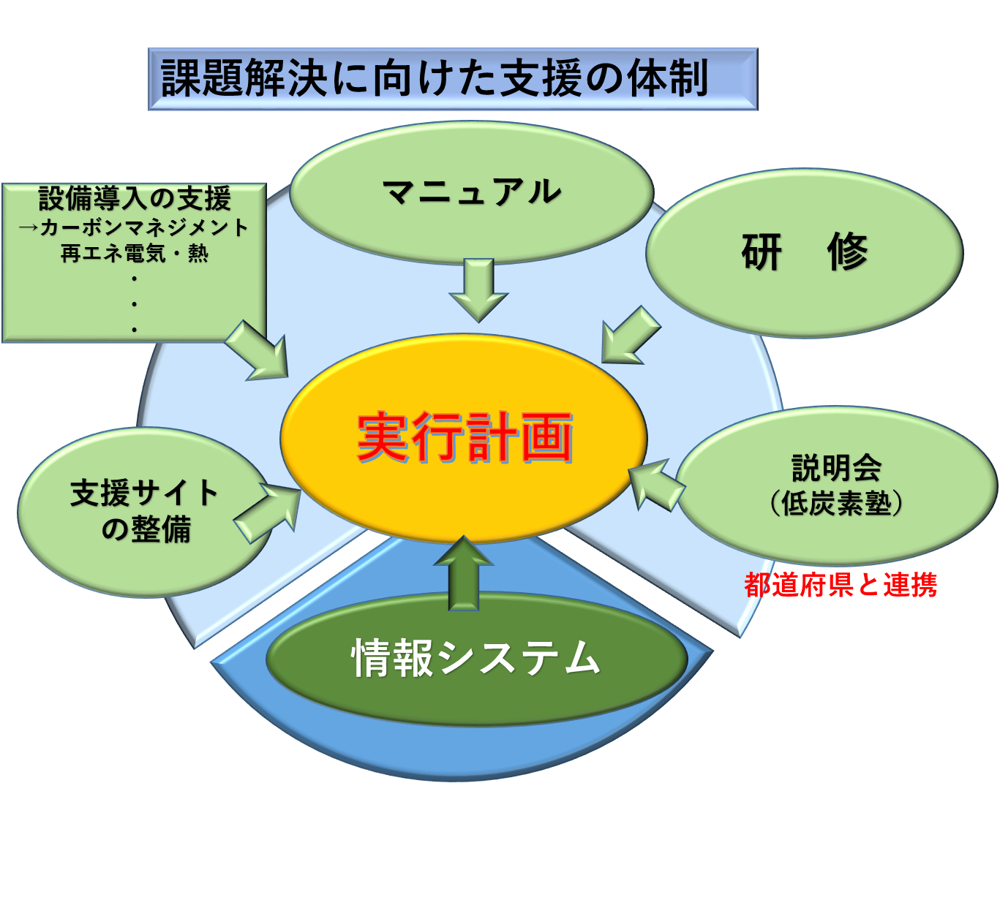 課題解決に向けた支援の体制
マニュアル
設備導入の支援
→カーボンマネジメント
再エネ電気・熱
・
・
・
研　修
実行計画
支援サイト
の整備
説明会
（低炭素塾）
都道府県と連携
情報システム